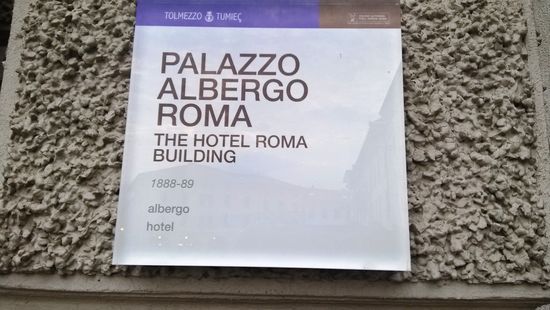 TOLMEZZO TUMIEÇ
PALAZZO
ALBERGO
ROMA
THE HOTEL ROMA
BUILDING
1888-89
albergo
hotel